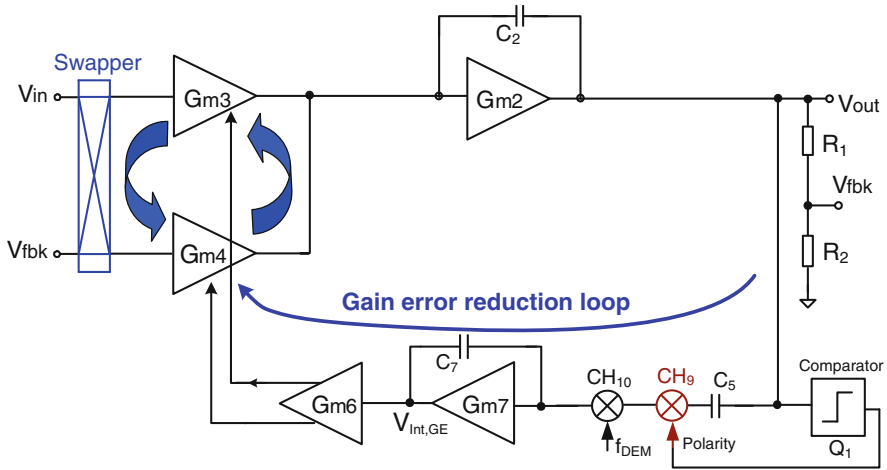 C2
Swapper
Vin
Gm3
Gm2
Vout
R1
Vfbk
Vfbk
Gm4
R2
Gain error reduction loop
C7
CH10
CH9
C5
Comparator
Gm6
VInt,GE
Gm7
fDEM
Polarity
Q1